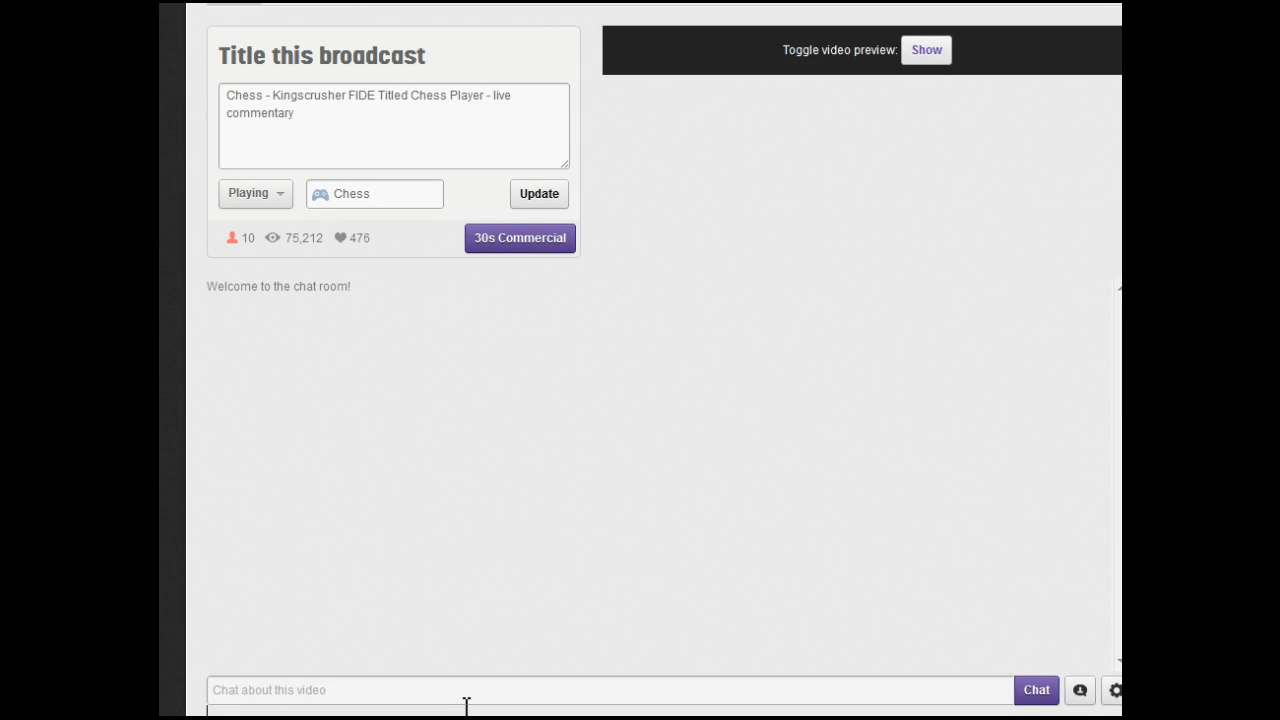 Title this broadcast
Toggle video preview: Show
Chess - Kingscrusher FIDE Titled Chess Player - live
commentary
Playing Chess Update
10 75,212 476 30s Commercial
Welcome to the chat room!
Chat about this video Chat